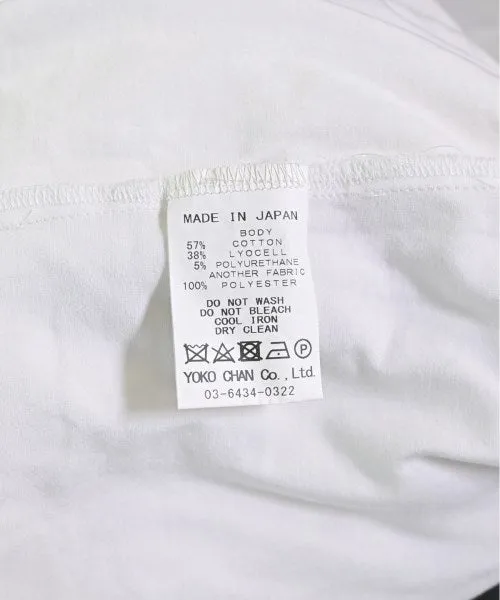 MADE IN JAPAN
BODY
57% COTTON
38% LYOCELL
5% POLYURETHANE
ANOTHER FABRIC
100% POLYESTER
DO NOT WASH
DO NOT BLEACH
COOL IRON
DRY CLEAN
P
YOKO CHAN Co., Ltd.
03-6434-0322